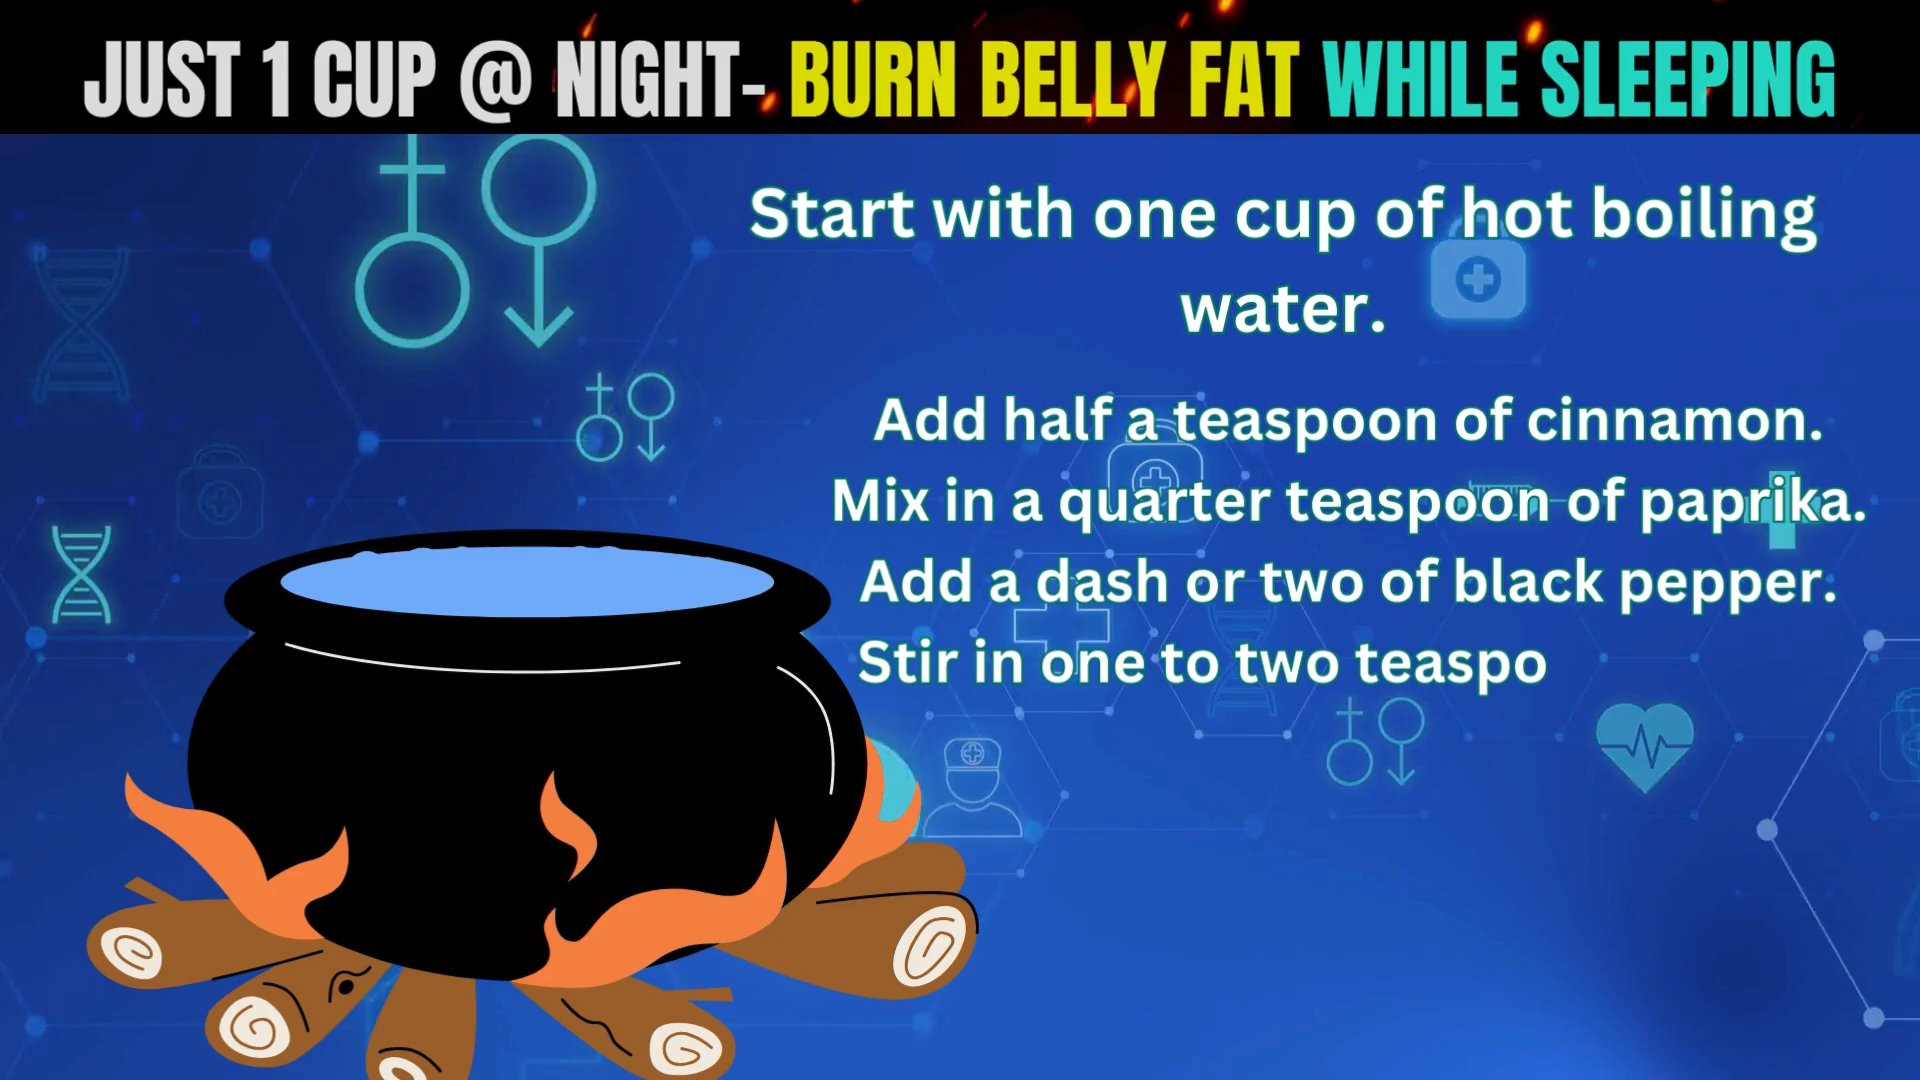 JUST 1 CUP @ NIGHT- BURN BELLY FAT WHILE SLEEPING
Start with one cup of hot boiling
water.
Add half a teaspoon of cinnamon.
Mix in a quarter teaspoon of paprika.
Add a dash or two of black pepper.
Stir in one to two teaspo